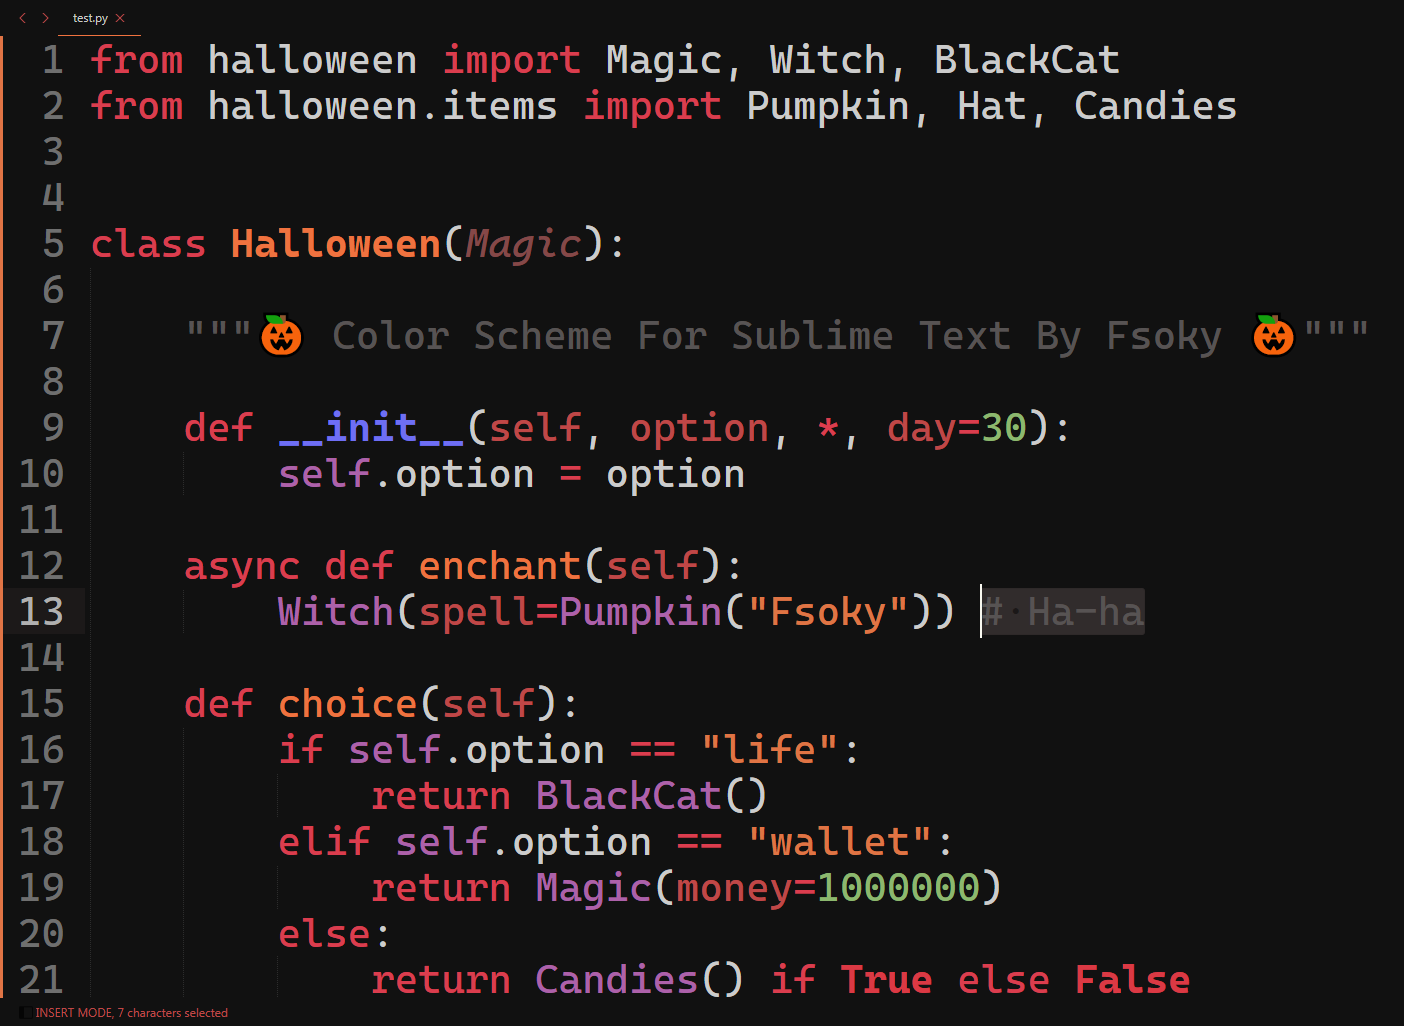 test.py
1 from halloween import Magic, Witch, BlackCat
2 from halloween.items import Pumpkin, Hat, Candies
3
4
5 class Halloween(Magic):
6
7     """🎃 Color Scheme For Sublime Text By Fsoky 🎃"""
8
9     def __init__(self, option, *, day=30):
10         self.option = option
11
12     async def enchant(self):
13         Witch(spell=Pumpkin("Fsoky")) # Ha-ha
14
15     def choice(self):
16         if self.option == "life":
17             return BlackCat()
18         elif self.option == "wallet":
19             return Magic(money=1000000)
20         else:
21             return Candies() if True else False
INSERT MODE, 7 characters selected